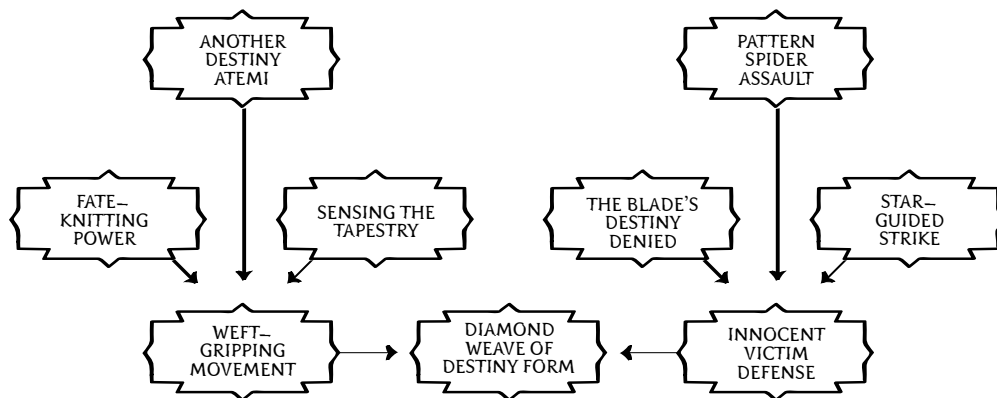 ANOTHER
DESTINY
ATEMI
PATTERN
SPIDER
ASSAULT
FATE–
KNITTING
POWER
SENSING THE
TAPESTRY
THE BLADE'S
DESTINY
DENIED
STAR–
GUIDED
STRIKE
WEFT–
GRIPPING
MOVEMENT
DIAMOND
WEAVE OF
DESTINY FORM
INNOCENT
VICTIM
DEFENSE